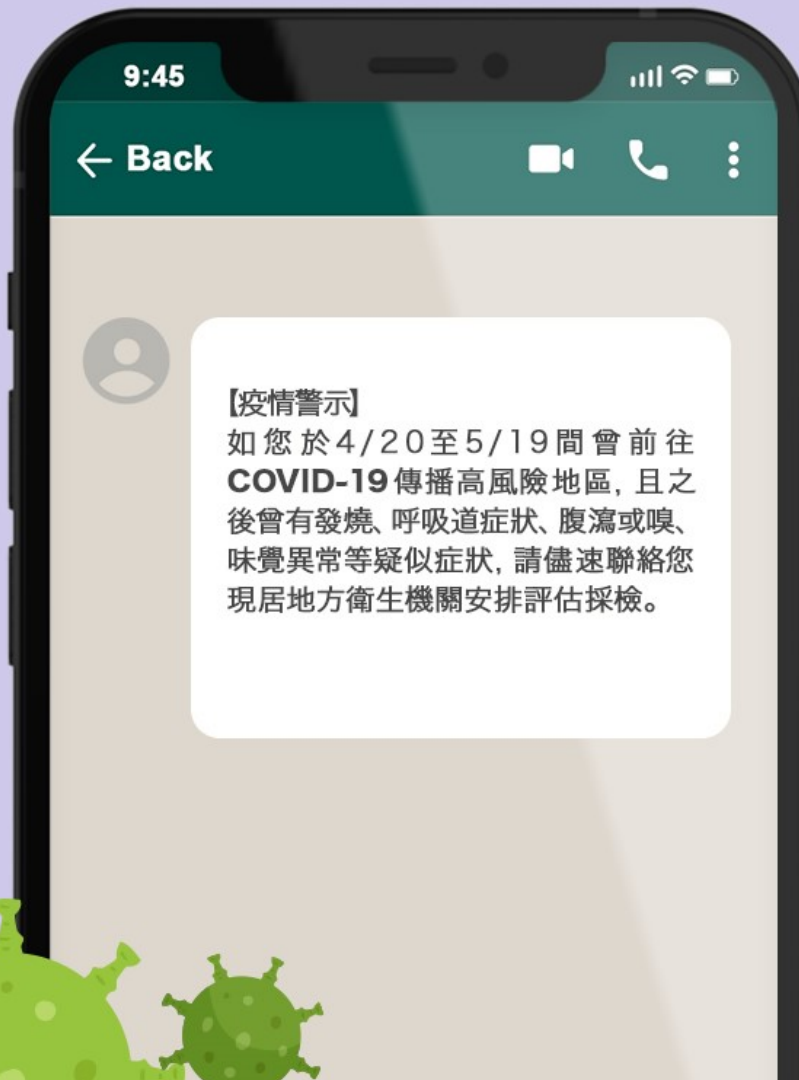 9:45
Back
【疫情警示】
如您於4/20至5/19間曾前往
COVID-19傳播高風險地區, 且之
後曾有發燒、呼吸道症狀、腹瀉或嗅、
味覺異常等疑似症狀, 請儘速聯絡您
現居地方衛生機關安排評估採檢。